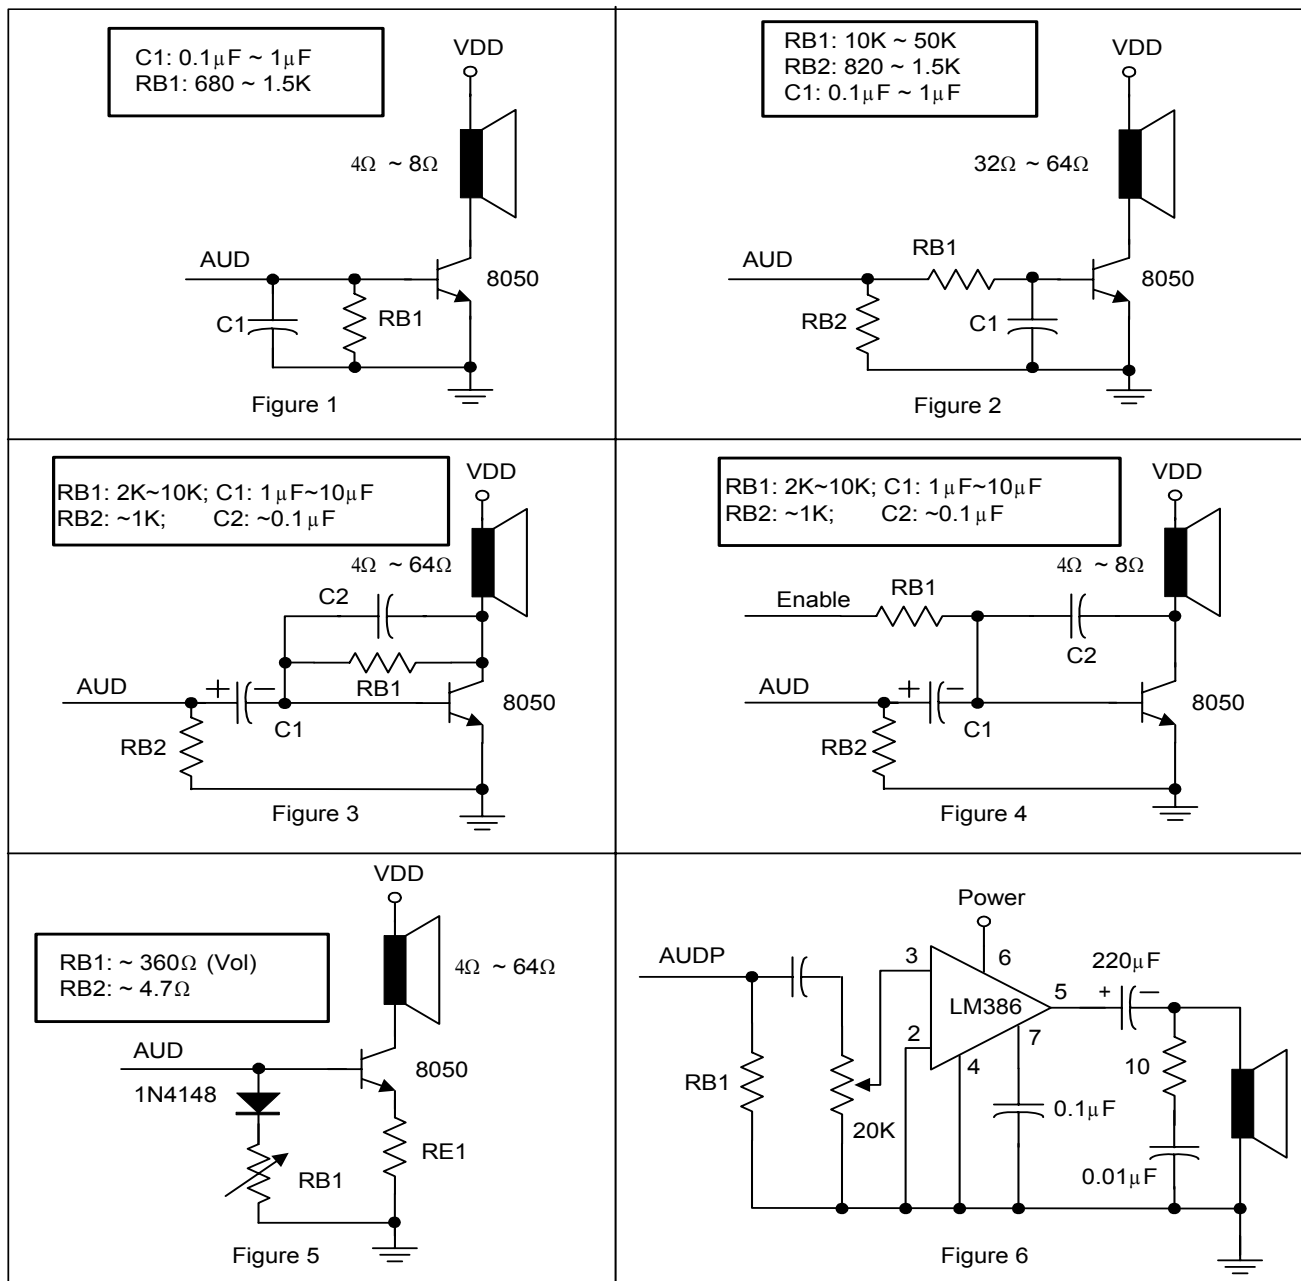 C1: 0.1μF ~ 1μF
RB1: 680 ~ 1.5K
VDD
4Ω ~ 8Ω
AUD
8050
C1
RB1
Figure 1
RB1: 10K ~ 50K
RB2: 820 ~ 1.5K
C1: 0.1μF ~ 1μF
VDD
32Ω ~ 64Ω
RB1
AUD
8050
RB2
C1
Figure 2
RB1: 2K~10K; C1: 1μF~10μF
RB2: ~1K; C2: ~0.1μF
VDD
4Ω ~ 64Ω
C2
RB1
AUD
+
−
8050
C1
RB2
Figure 3
RB1: 2K~10K; C1: 1μF~10μF
RB2: ~1K; C2: ~0.1μF
VDD
4Ω ~ 8Ω
RB1
Enable
C2
AUD
+
−
8050
C1
RB2
Figure 4
VDD
RB1: ~ 360Ω (Vol)
RB2: ~ 4.7Ω
4Ω ~ 64Ω
AUD
8050
1N4148
RE1
RB1
Figure 5
Power
AUDP
3
6
220μF
LM386
5
+
−
2
7
4
10
RB1
0.1μF
20K
0.01μF
Figure 6